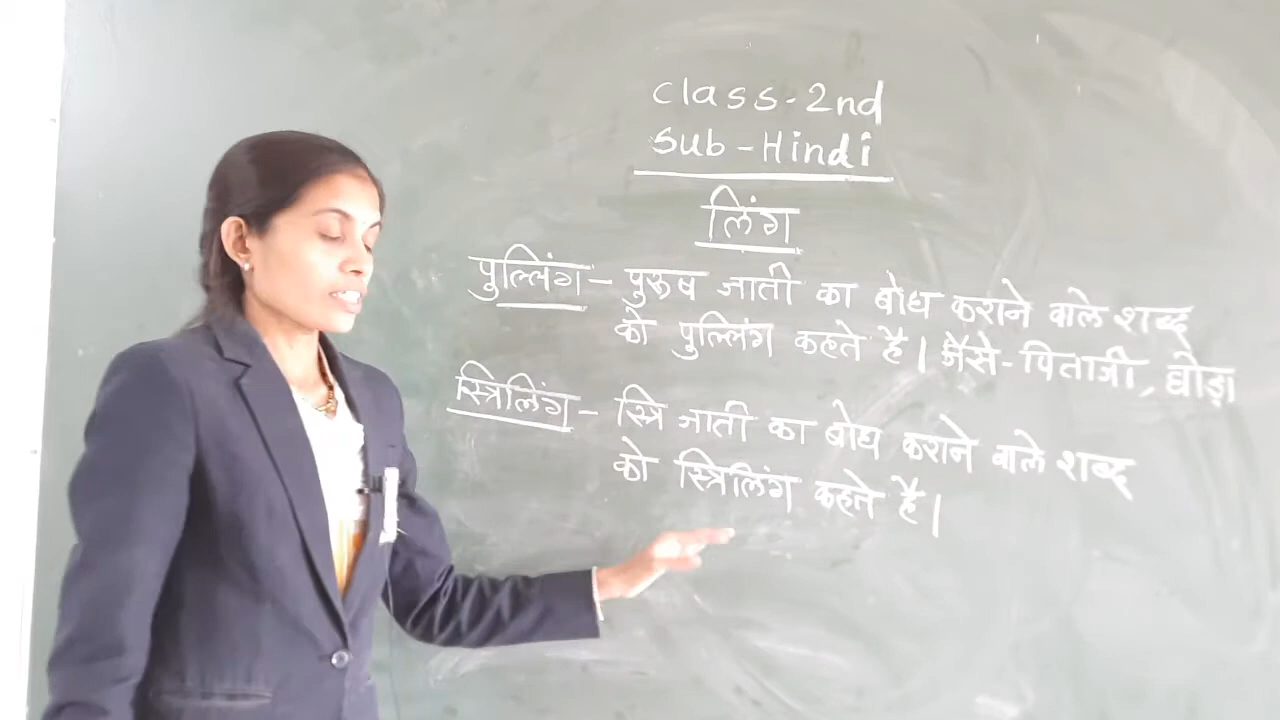 Class-2nd
Sub-Hindi
लिंग
पुल्लिंग – पुरूष जाती का बोध कराने वाले शब्द
को पुल्लिंग कहते है। जैसे- पिताजी, घोड़ा
स्त्रिलिंग – स्त्रि जाती का बोध कराने वाले शब्द
को स्त्रिलिंग कहते है।